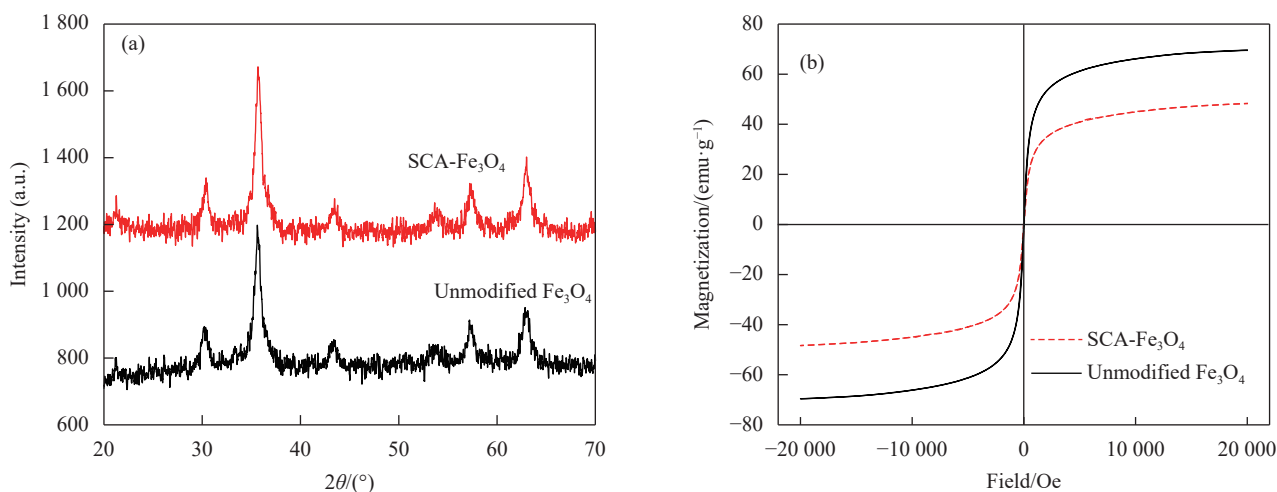 (a)
1 800
1 600
1 400
1 200
1 000
800
600
Intensity (a.u.)
SCA-Fe₃O₄
Unmodified Fe₃O₄
20
30
40
50
60
70
2θ/(°)
(b)
80
60
40
20
0
−20
−40
−60
−80
Magnetization/(emu·g⁻¹)
SCA-Fe₃O₄
Unmodified Fe₃O₄
−20 000
−10 000
0
10 000
20 000
Field/Oe